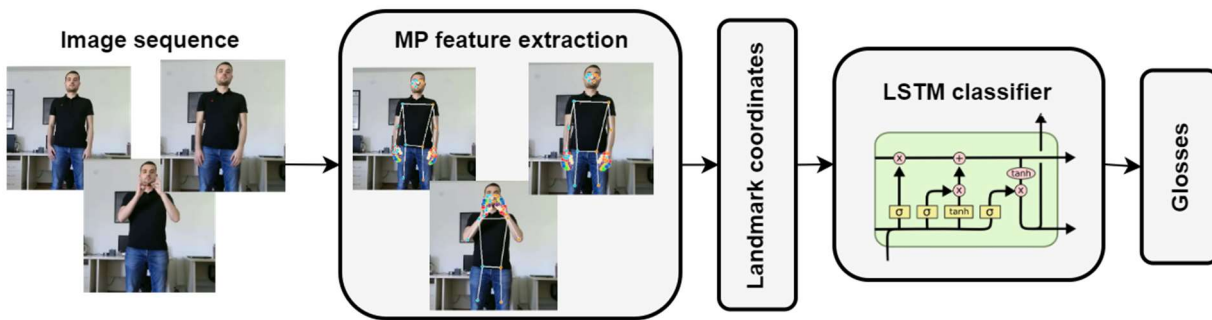 Image sequence
MP feature extraction
Landmark coordinates
LSTM classifier
x
+
tanh
x
x
σ
σ
tanh
σ
Glosses